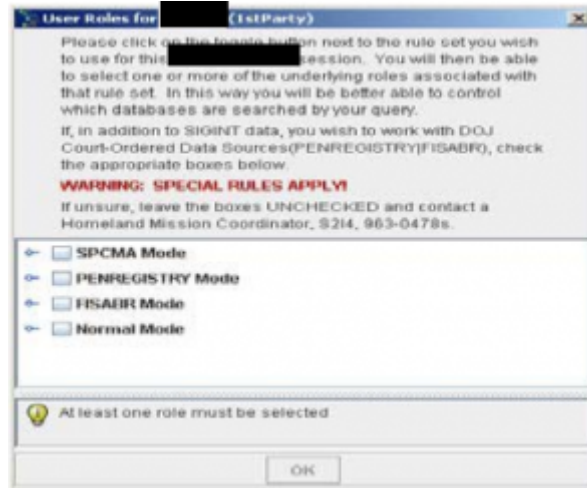 User Roles for (1stParty)
Please click on the toggle button next to the rule set you wish
to use for this session. You will then be able
to select one or more of the underlying roles associated with
that rule set. In this way you will be better able to control
which databases are searched by your query.
If, in addition to SIGINT data, you wish to work with DOJ
Court-Ordered Data Sources(PENREGISTRY|FISABR), check
the appropriate boxes below.
WARNING: SPECIAL RULES APPLY!
If unsure, leave the boxes UNCHECKED and contact a
Homeland Mission Coordinator, S2I4, 963-0478s.
SPCMA Mode
PENREGISTRY Mode
FISABR Mode
Normal Mode
At least one role must be selected
OK